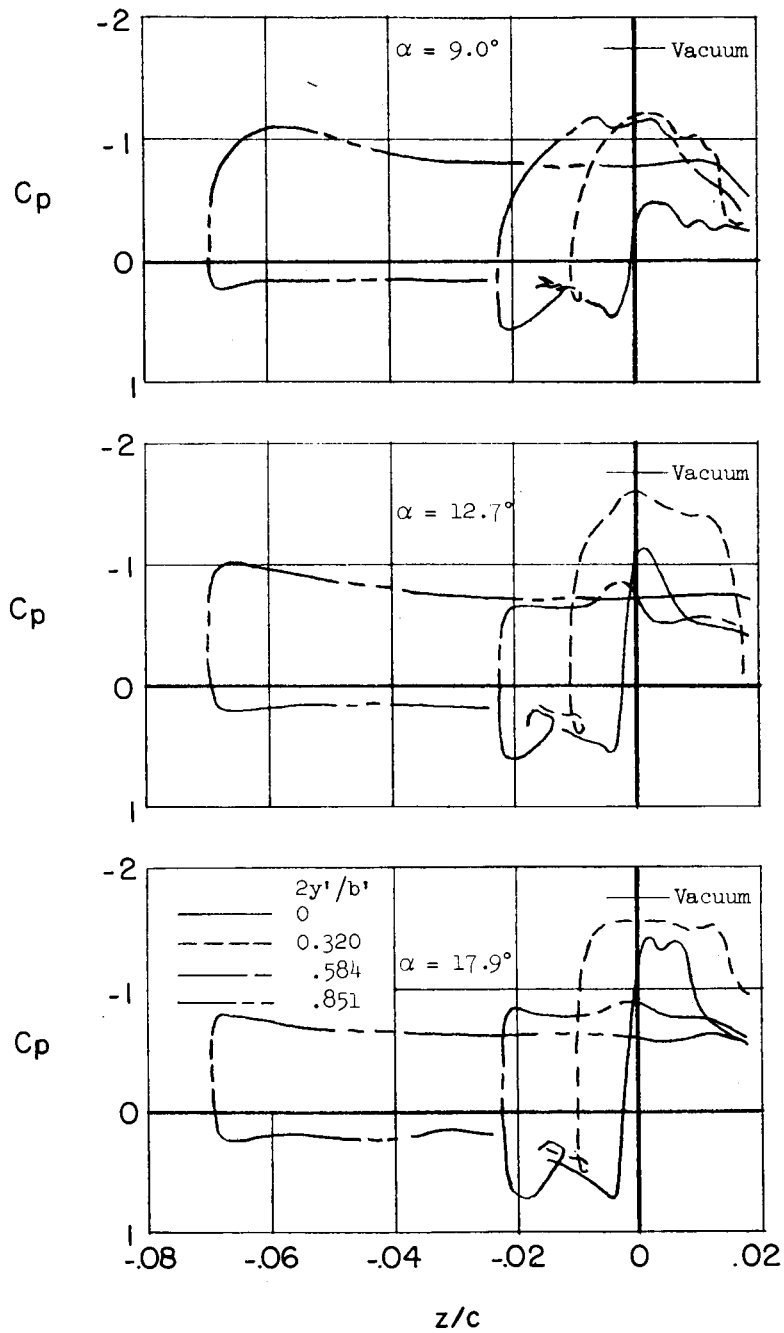 -2
α = 9.0°
Vacuum
-1
Cp
0
1
-2
Vacuum
α = 12.7°
-1
Cp
0
1
-2
2y'/b'
Vacuum
0
0.320
.584
α = 17.9°
.851
-1
Cp
0
1
-.08 -.06 -.04 -.02 0 .02
z/c